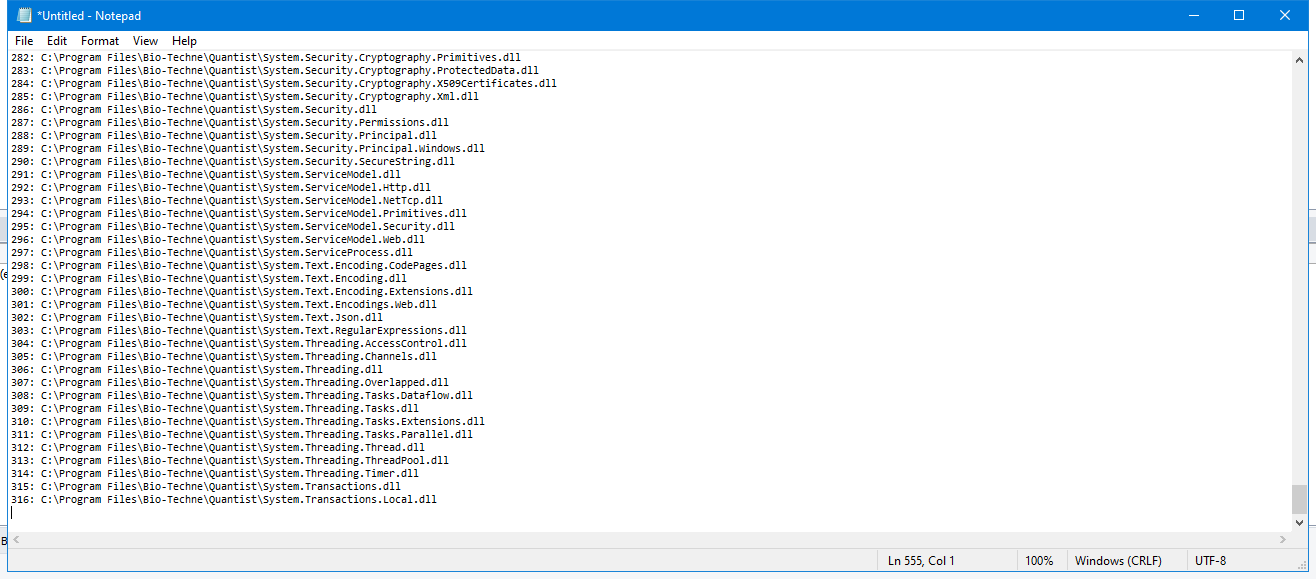 *Untitled - Notepad
File Edit Format View Help
282: C:\Program Files\Bio-Techne\Quantist\System.Security.Cryptography.Primitives.dll
283: C:\Program Files\Bio-Techne\Quantist\System.Security.Cryptography.ProtectedData.dll
284: C:\Program Files\Bio-Techne\Quantist\System.Security.Cryptography.X509Certificates.dll
285: C:\Program Files\Bio-Techne\Quantist\System.Security.Cryptography.Xml.dll
286: C:\Program Files\Bio-Techne\Quantist\System.Security.dll
287: C:\Program Files\Bio-Techne\Quantist\System.Security.Permissions.dll
288: C:\Program Files\Bio-Techne\Quantist\System.Security.Principal.dll
289: C:\Program Files\Bio-Techne\Quantist\System.Security.Principal.Windows.dll
290: C:\Program Files\Bio-Techne\Quantist\System.Security.SecureString.dll
291: C:\Program Files\Bio-Techne\Quantist\System.ServiceModel.dll
292: C:\Program Files\Bio-Techne\Quantist\System.ServiceModel.Http.dll
293: C:\Program Files\Bio-Techne\Quantist\System.ServiceModel.NetTcp.dll
294: C:\Program Files\Bio-Techne\Quantist\System.ServiceModel.Primitives.dll
295: C:\Program Files\Bio-Techne\Quantist\System.ServiceModel.Security.dll
296: C:\Program Files\Bio-Techne\Quantist\System.ServiceModel.Web.dll
297: C:\Program Files\Bio-Techne\Quantist\System.ServiceProcess.dll
298: C:\Program Files\Bio-Techne\Quantist\System.Text.Encoding.CodePages.dll
299: C:\Program Files\Bio-Techne\Quantist\System.Text.Encoding.dll
300: C:\Program Files\Bio-Techne\Quantist\System.Text.Encoding.Extensions.dll
301: C:\Program Files\Bio-Techne\Quantist\System.Text.Encodings.Web.dll
302: C:\Program Files\Bio-Techne\Quantist\System.Text.Json.dll
303: C:\Program Files\Bio-Techne\Quantist\System.Text.RegularExpressions.dll
304: C:\Program Files\Bio-Techne\Quantist\System.Threading.AccessControl.dll
305: C:\Program Files\Bio-Techne\Quantist\System.Threading.Channels.dll
306: C:\Program Files\Bio-Techne\Quantist\System.Threading.dll
307: C:\Program Files\Bio-Techne\Quantist\System.Threading.Overlapped.dll
308: C:\Program Files\Bio-Techne\Quantist\System.Threading.Tasks.Dataflow.dll
309: C:\Program Files\Bio-Techne\Quantist\System.Threading.Tasks.dll
310: C:\Program Files\Bio-Techne\Quantist\System.Threading.Tasks.Extensions.dll
311: C:\Program Files\Bio-Techne\Quantist\System.Threading.Tasks.Parallel.dll
312: C:\Program Files\Bio-Techne\Quantist\System.Threading.Thread.dll
313: C:\Program Files\Bio-Techne\Quantist\System.Threading.ThreadPool.dll
314: C:\Program Files\Bio-Techne\Quantist\System.Threading.Timer.dll
315: C:\Program Files\Bio-Techne\Quantist\System.Transactions.dll
316: C:\Program Files\Bio-Techne\Quantist\System.Transactions.Local.dll
Ln 555, Col 1 100% Windows (CRLF) UTF-8